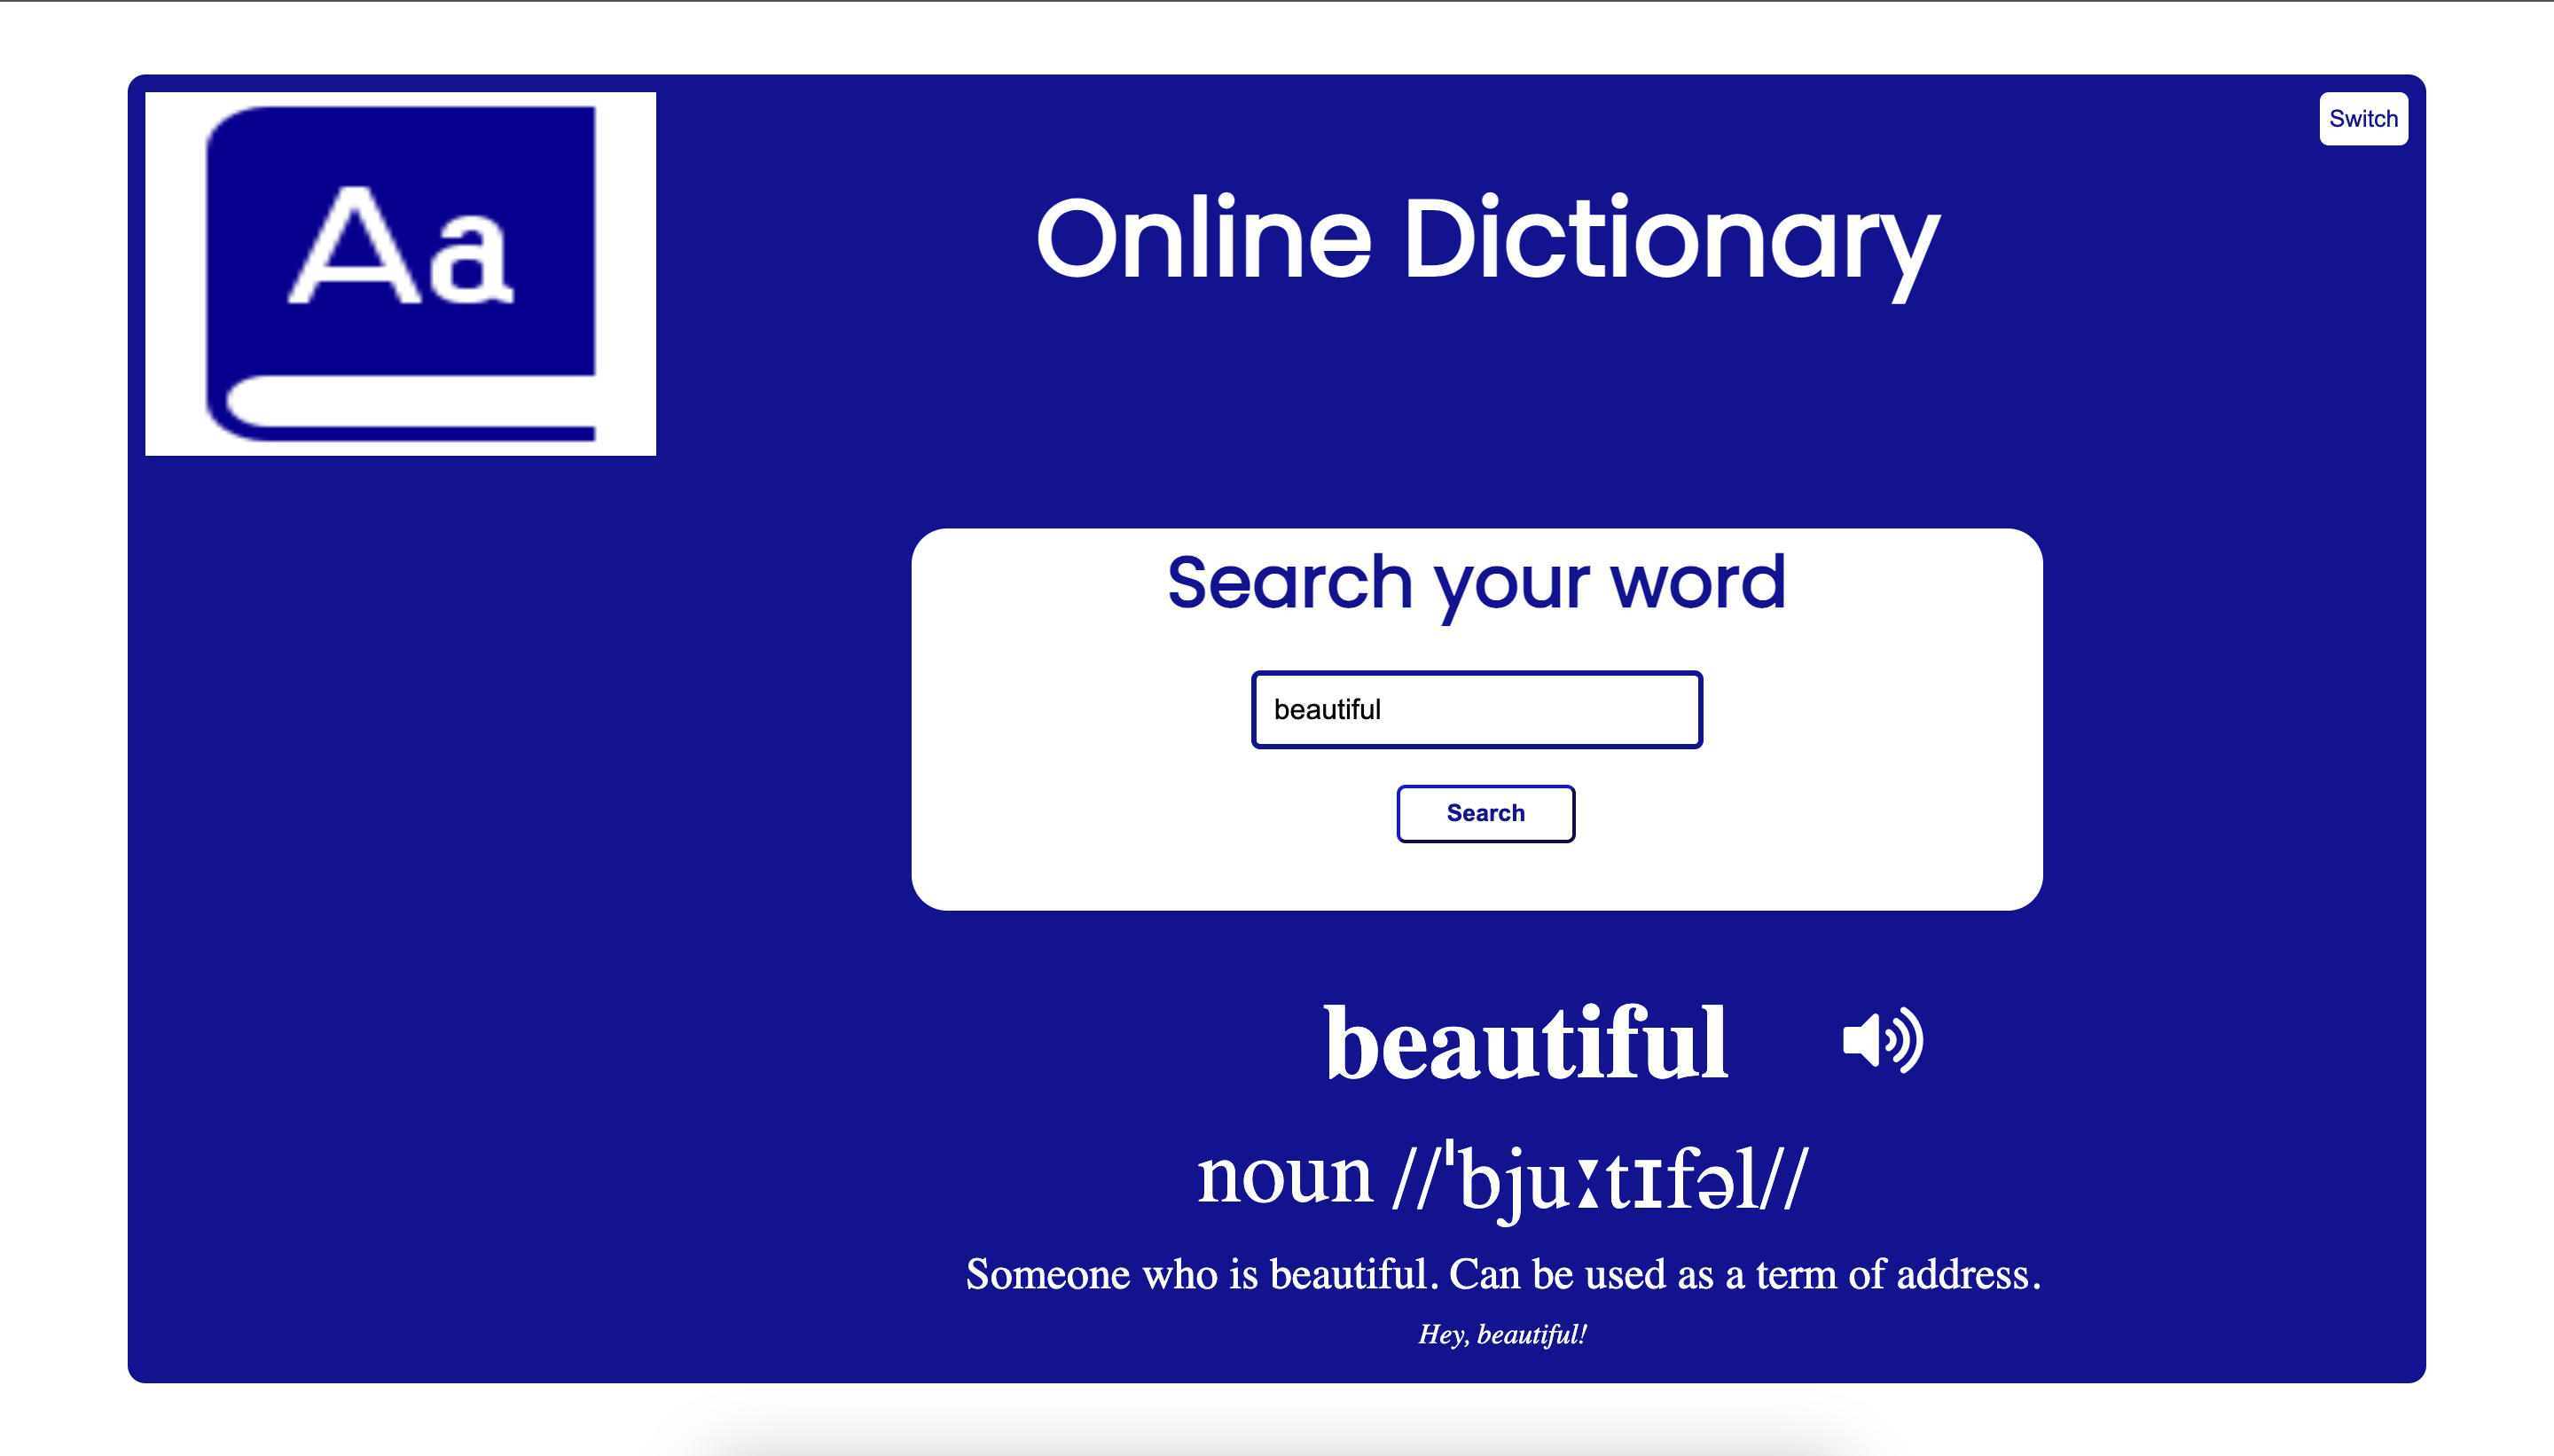 Aa
Switch
Online Dictionary
Search your word
beautiful
Search
beautiful
noun //ˈbjuːtɪfəl//
Someone who is beautiful. Can be used as a term of address.
Hey, beautiful!